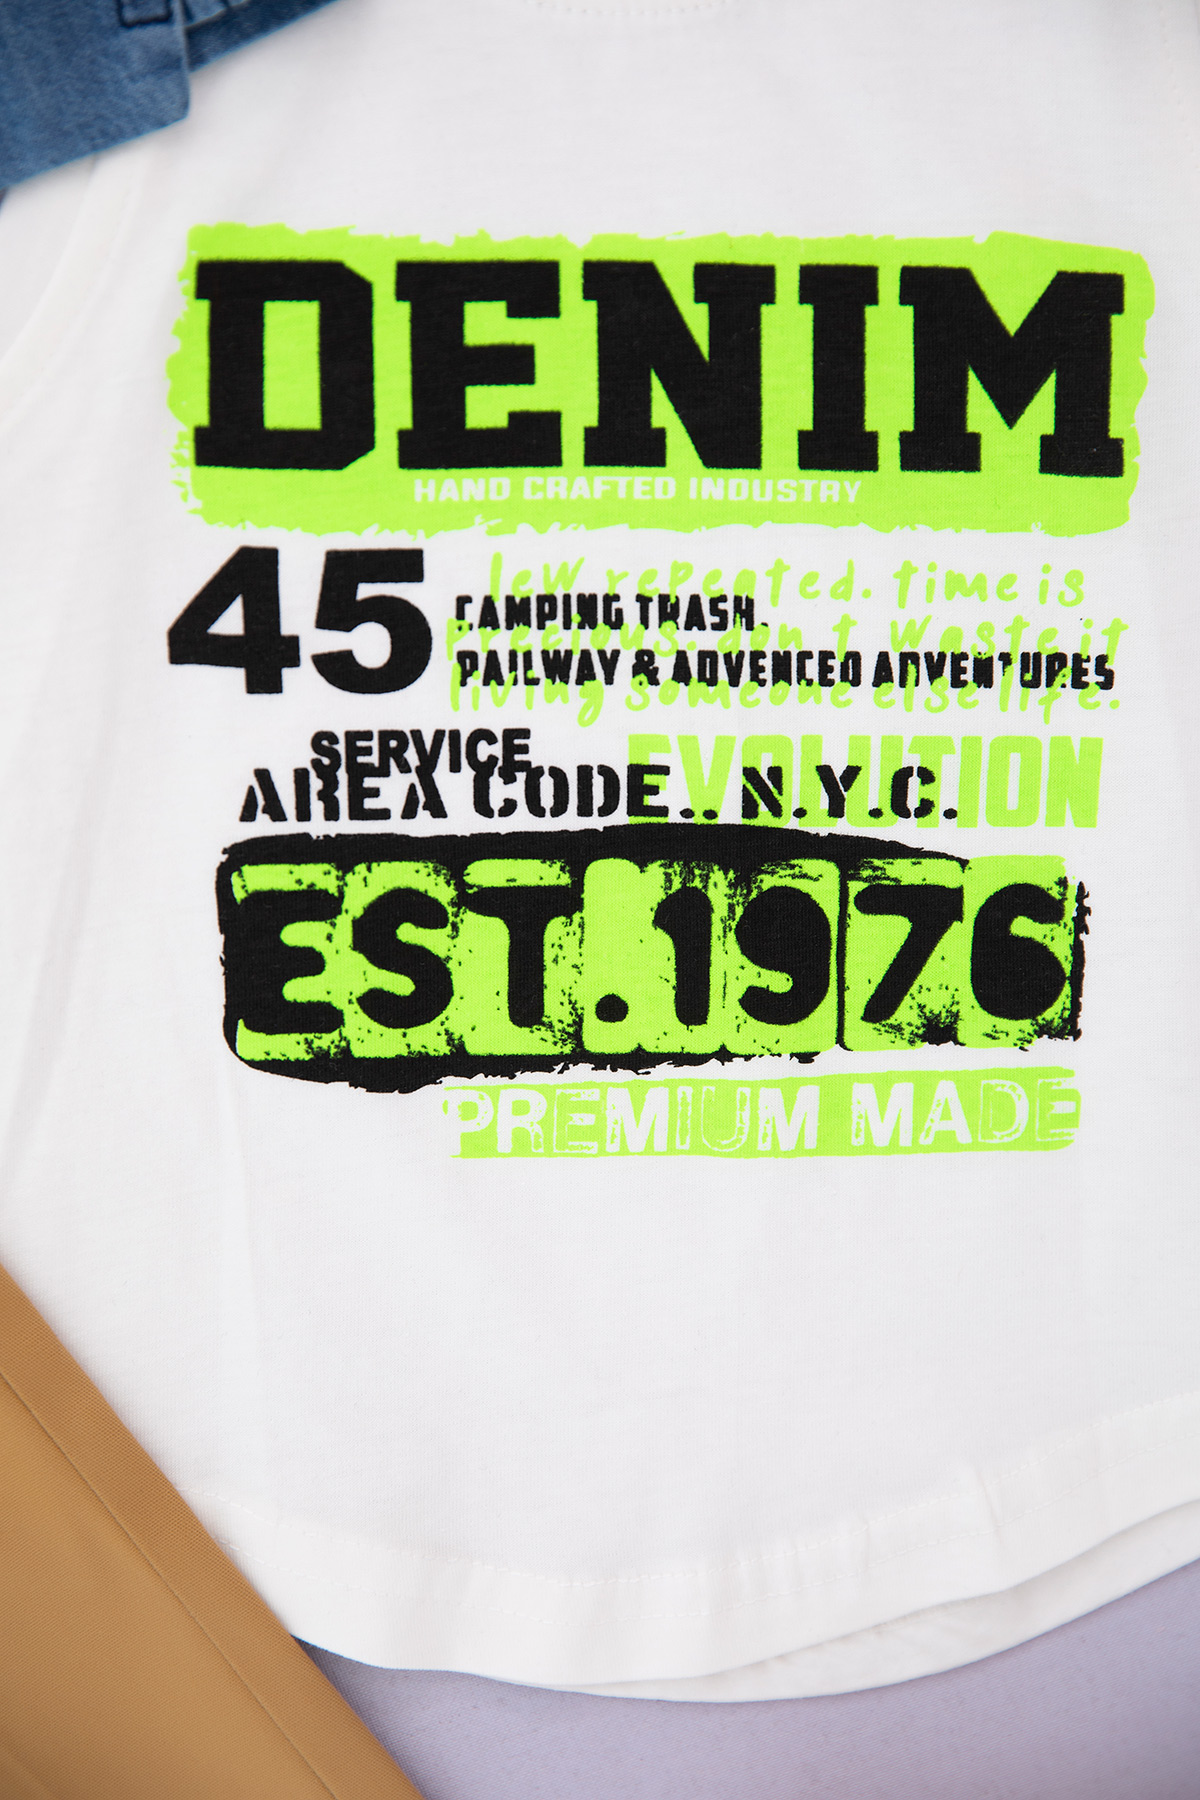 DENIM
HAND CRAFTED INDUSTRY
45
lew repeated. time is
CAMPING TRASH.
precious. don t waste it
PAILWAY & ADVENCED ADVENTURES
living someone else life.
SERVICE
EVOLUTION
AREA CODE.. N.Y.C.
EST.1976
PREMIUM MADE